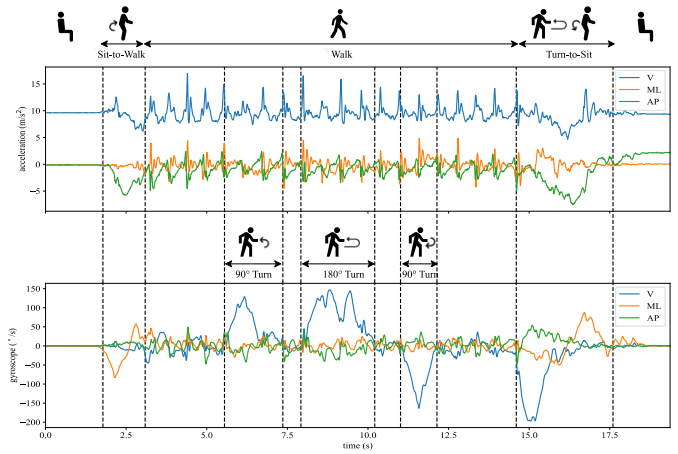 Sit-to-Walk Walk Turn-to-Sit
V
ML
AP
15
10
5
0
−5
acceleration (m/s²)
90° Turn 180° Turn 90° Turn
V
ML
AP
150
100
50
0
−50
−100
−150
−200
gyroscope (°/s)
0.0 2.5 5.0 7.5 10.0 12.5 15.0 17.5
time (s)